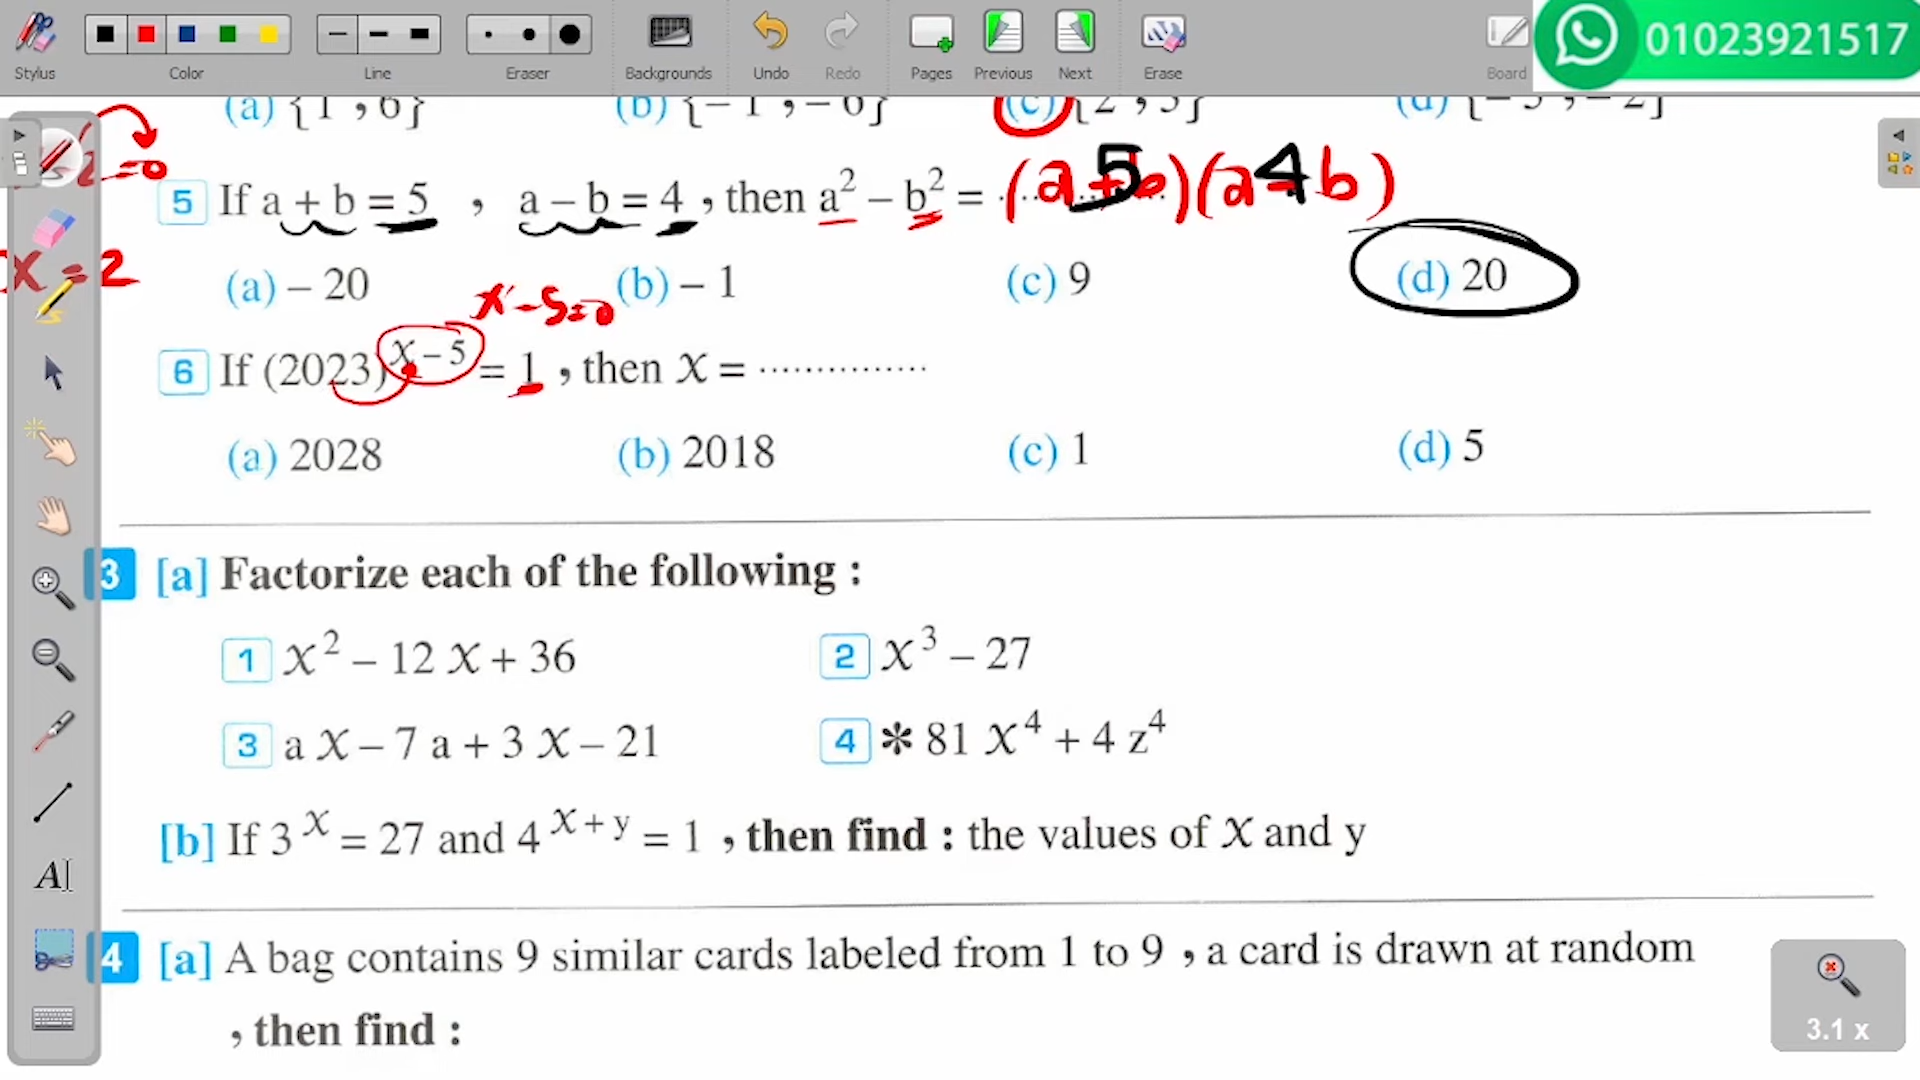 Stylus Color Line Eraser Backgrounds Undo Redo Pages Previous Next Erase Board
01023921517
(c)
=0
5 If a + b = 5 , a – b = 4 , then a² – b² = (a + b)(a - b)
5 4
x = 2
(a) – 20 (b) – 1 (c) 9 (d) 20
x - 5 = 0
6 If (2023)^(x – 5) = 1 , then x = ...............
(a) 2028 (b) 2018 (c) 1 (d) 5
3 [a] Factorize each of the following :
1 x² – 12 x + 36 2 x³ – 27
3 a x – 7 a + 3 x – 21 4 * 81 x⁴ + 4 z⁴
[b] If 3^x = 27 and 4^(x + y) = 1 , then find : the values of x and y
4 [a] A bag contains 9 similar cards labeled from 1 to 9 , a card is drawn at random
, then find :
3.1 x